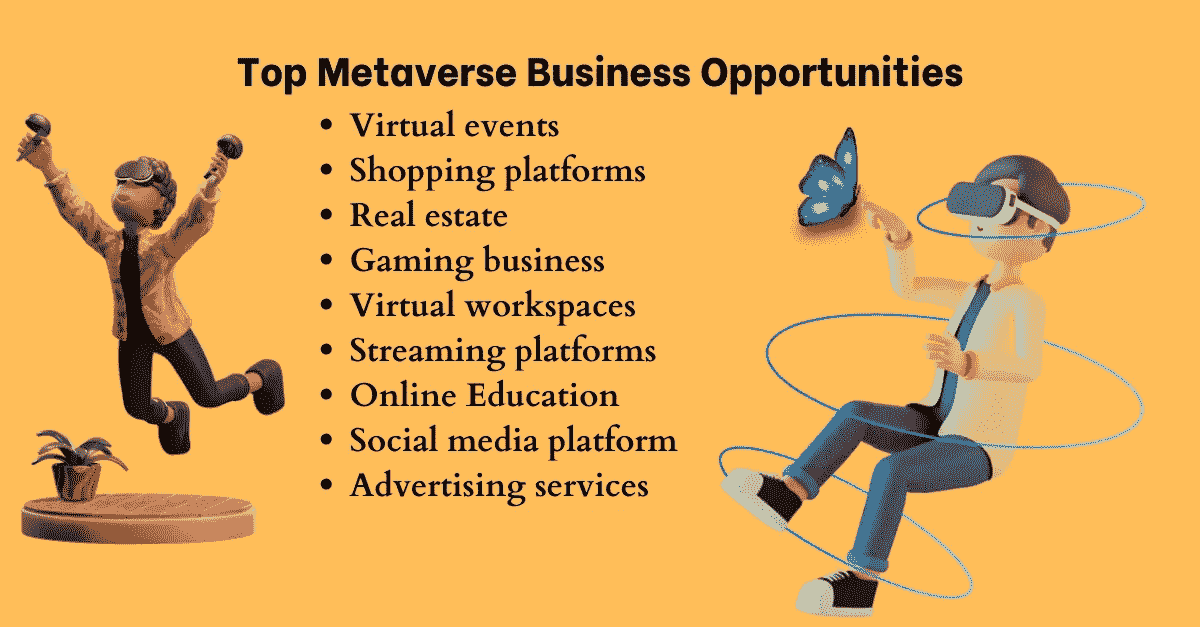 Top Metaverse Business Opportunities
• Virtual events
• Shopping platforms
• Real estate
• Gaming business
• Virtual workspaces
• Streaming platforms
• Online Education
• Social media platform
• Advertising services